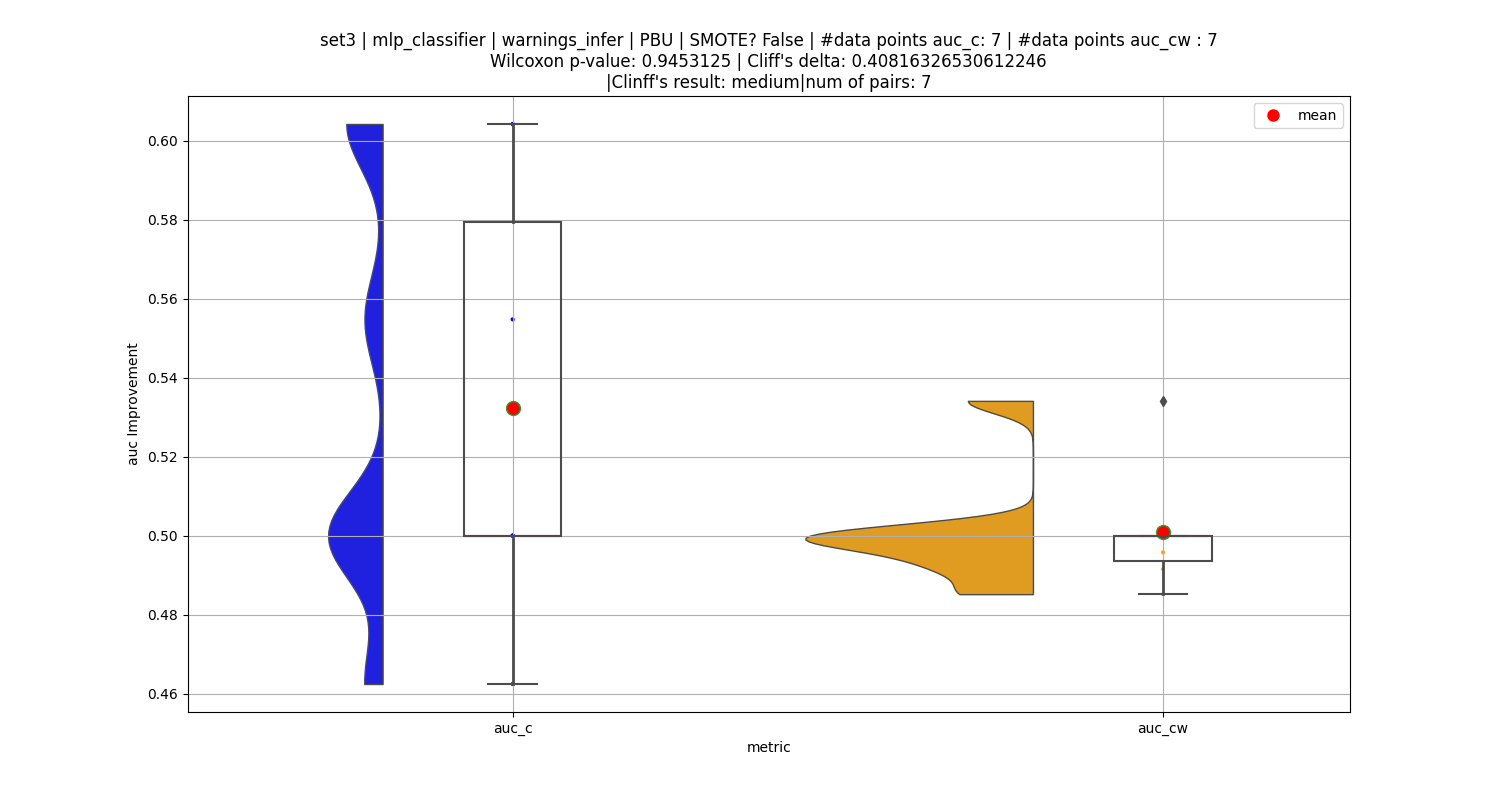 set3 | mlp_classifier | warnings_infer | PBU | SMOTE? False | #data points auc_c: 7 | #data points auc_cw : 7
Wilcoxon p-value: 0.9453125 | Cliff's delta: 0.40816326530612246
|Clinff's result: medium|num of pairs: 7
mean
0.60
0.58
0.56
0.54
0.52
0.50
0.48
0.46
auc Improvement
auc_c
auc_cw
metric